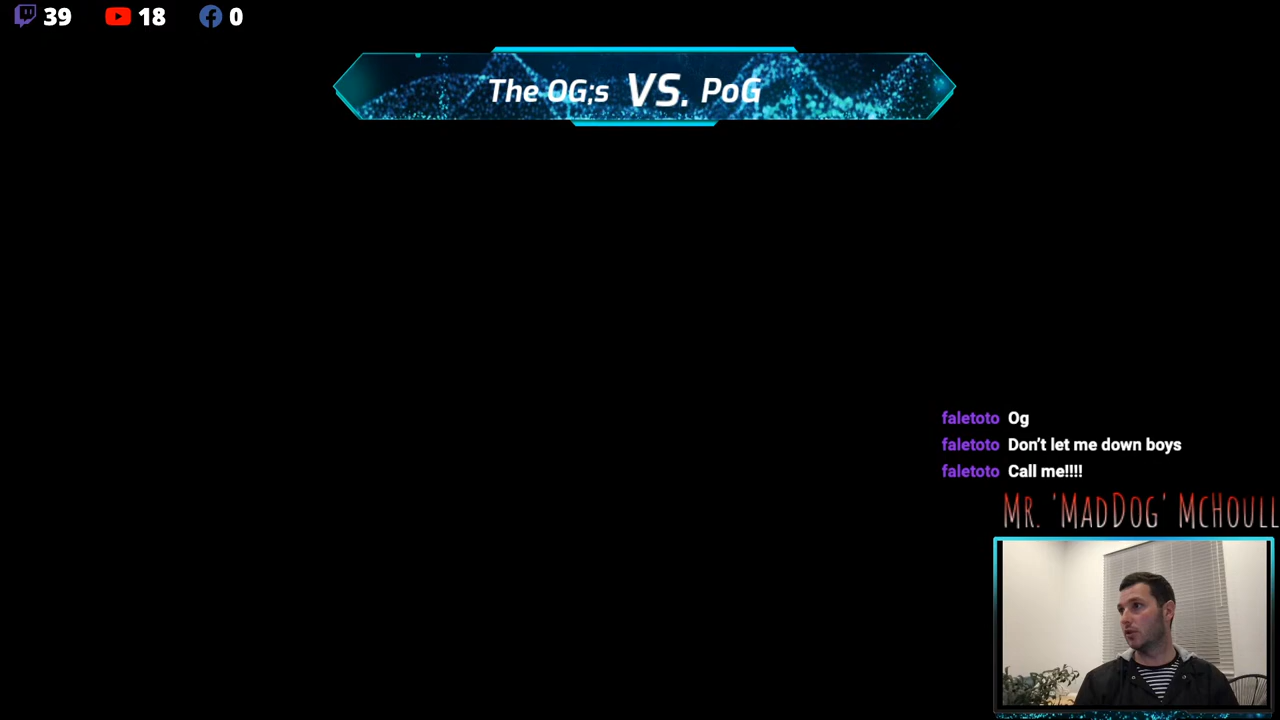 39 18 0
The OG;s VS. PoG
faletoto Og
faletoto Don't let me down boys
faletoto Call me!!!!
Mr. 'MadDog' McHoull